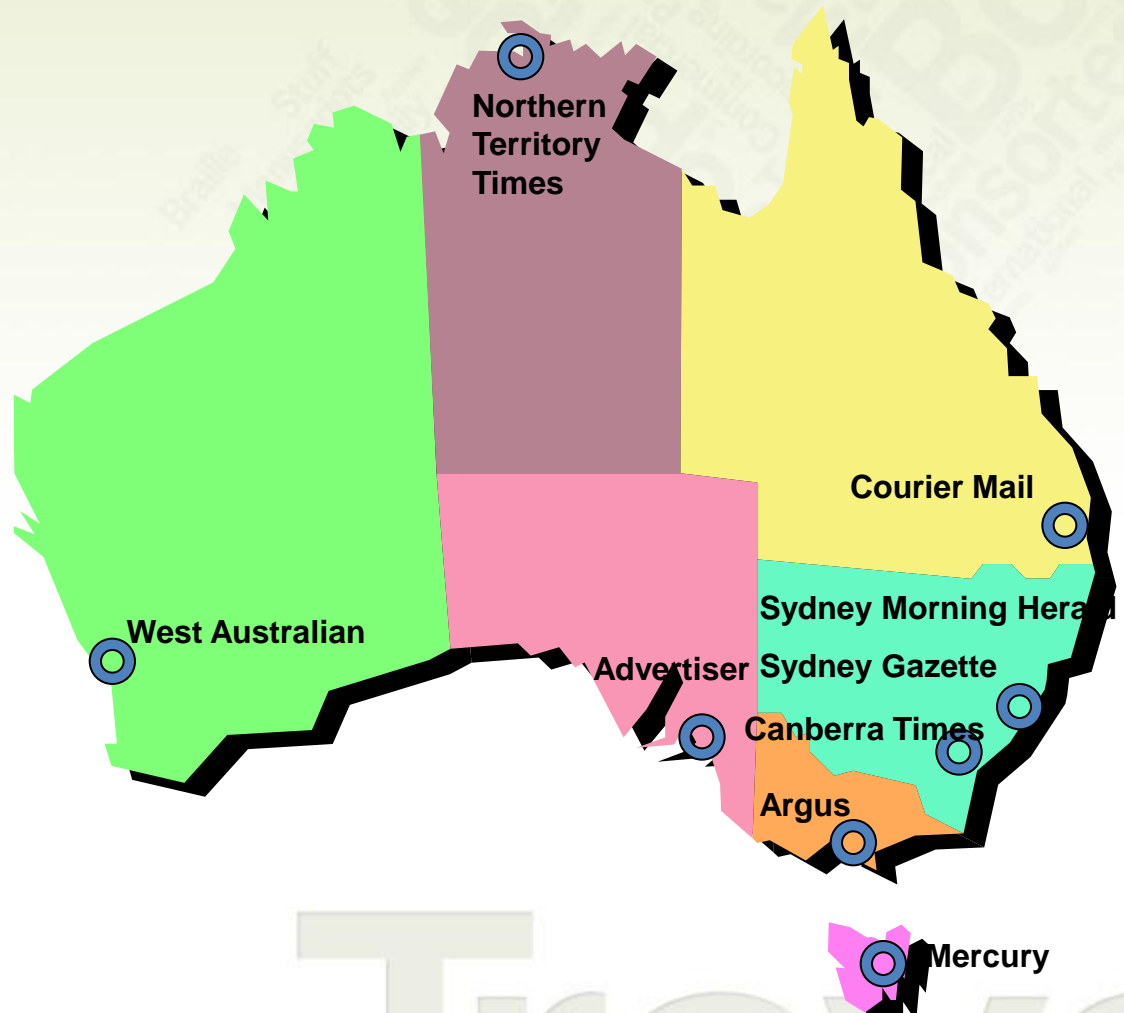 Northern
Territory
Times
Courier Mail
Sydney Morning Herald
West Australian
Advertiser
Sydney Gazette
Canberra Times
Argus
Mercury